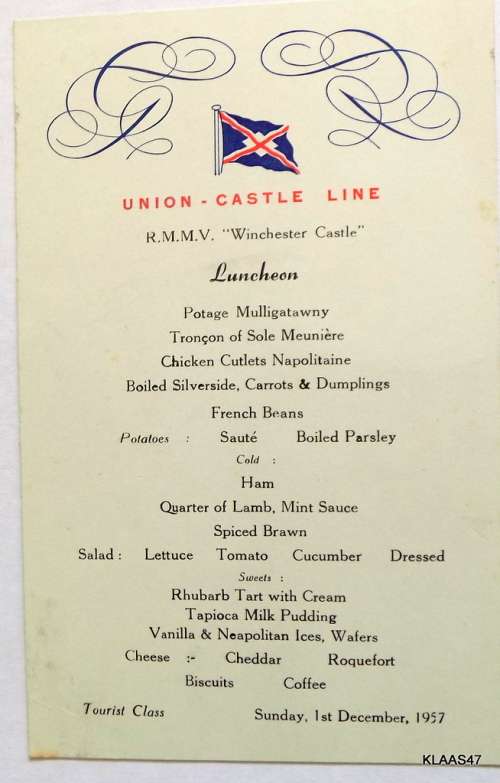 UNION - CASTLE LINE
R.M.M.V. "Winchester Castle"
Luncheon
Potage Mulligatawny
Tronçon of Sole Meunière
Chicken Cutlets Napolitaine
Boiled Silverside, Carrots & Dumplings
French Beans
Potatoes : Sauté Boiled Parsley
Cold :
Ham
Quarter of Lamb, Mint Sauce
Spiced Brawn
Salad : Lettuce Tomato Cucumber Dressed
Sweets :
Rhubarb Tart with Cream
Tapioca Milk Pudding
Vanilla & Neapolitan Ices, Wafers
Cheese :- Cheddar Roquefort
Biscuits Coffee
Tourist Class Sunday, 1st December, 1957
KLAAS47